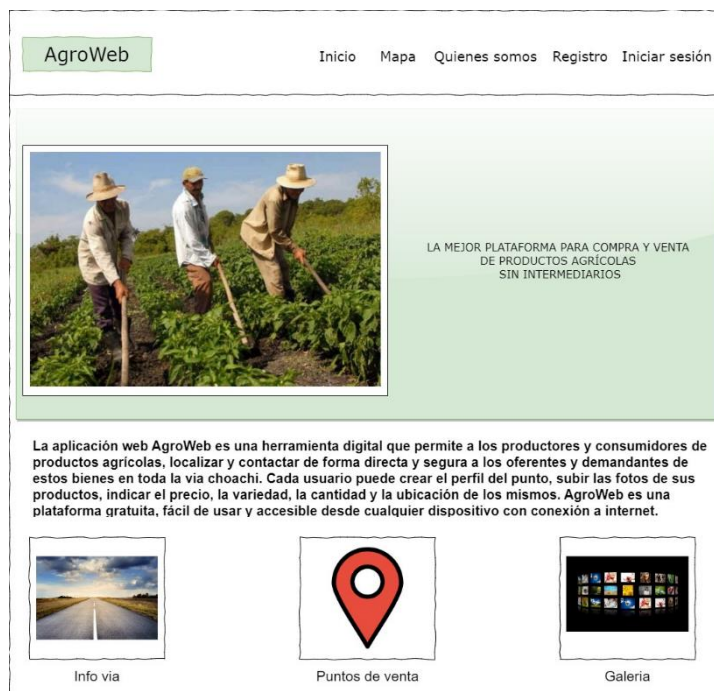 AgroWeb
Inicio Mapa Quienes somos Registro Iniciar sesión
LA MEJOR PLATAFORMA PARA COMPRA Y VENTA
DE PRODUCTOS AGRÍCOLAS
SIN INTERMEDIARIOS
La aplicación web AgroWeb es una herramienta digital que permite a los productores y consumidores de
productos agrícolas, localizar y contactar de forma directa y segura a los oferentes y demandantes de
estos bienes en toda la via choachi. Cada usuario puede crear el perfil del punto, subir las fotos de sus
productos, indicar el precio, la variedad, la cantidad y la ubicación de los mismos. AgroWeb es una
plataforma gratuita, fácil de usar y accesible desde cualquier dispositivo con conexión a internet.
Info via Puntos de venta Galeria